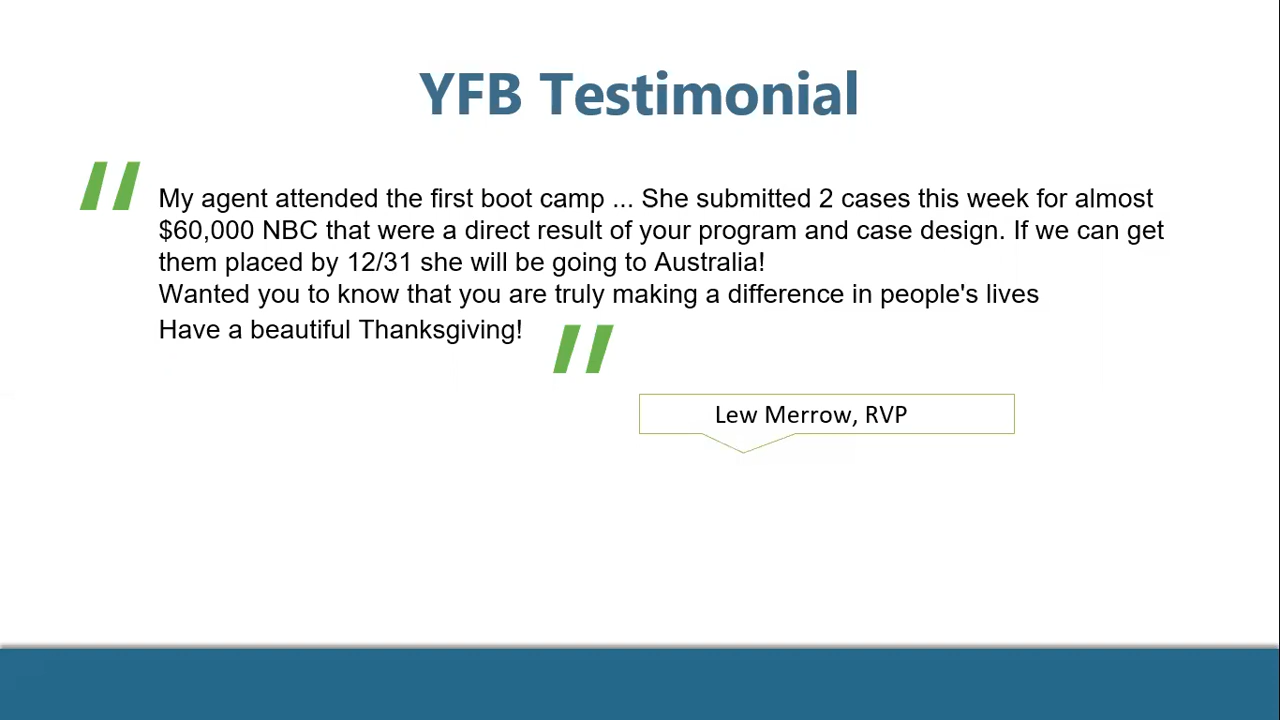 YFB Testimonial
My agent attended the first boot camp ... She submitted 2 cases this week for almost
$60,000 NBC that were a direct result of your program and case design. If we can get
them placed by 12/31 she will be going to Australia!
Wanted you to know that you are truly making a difference in people's lives
Have a beautiful Thanksgiving!
Lew Merrow, RVP